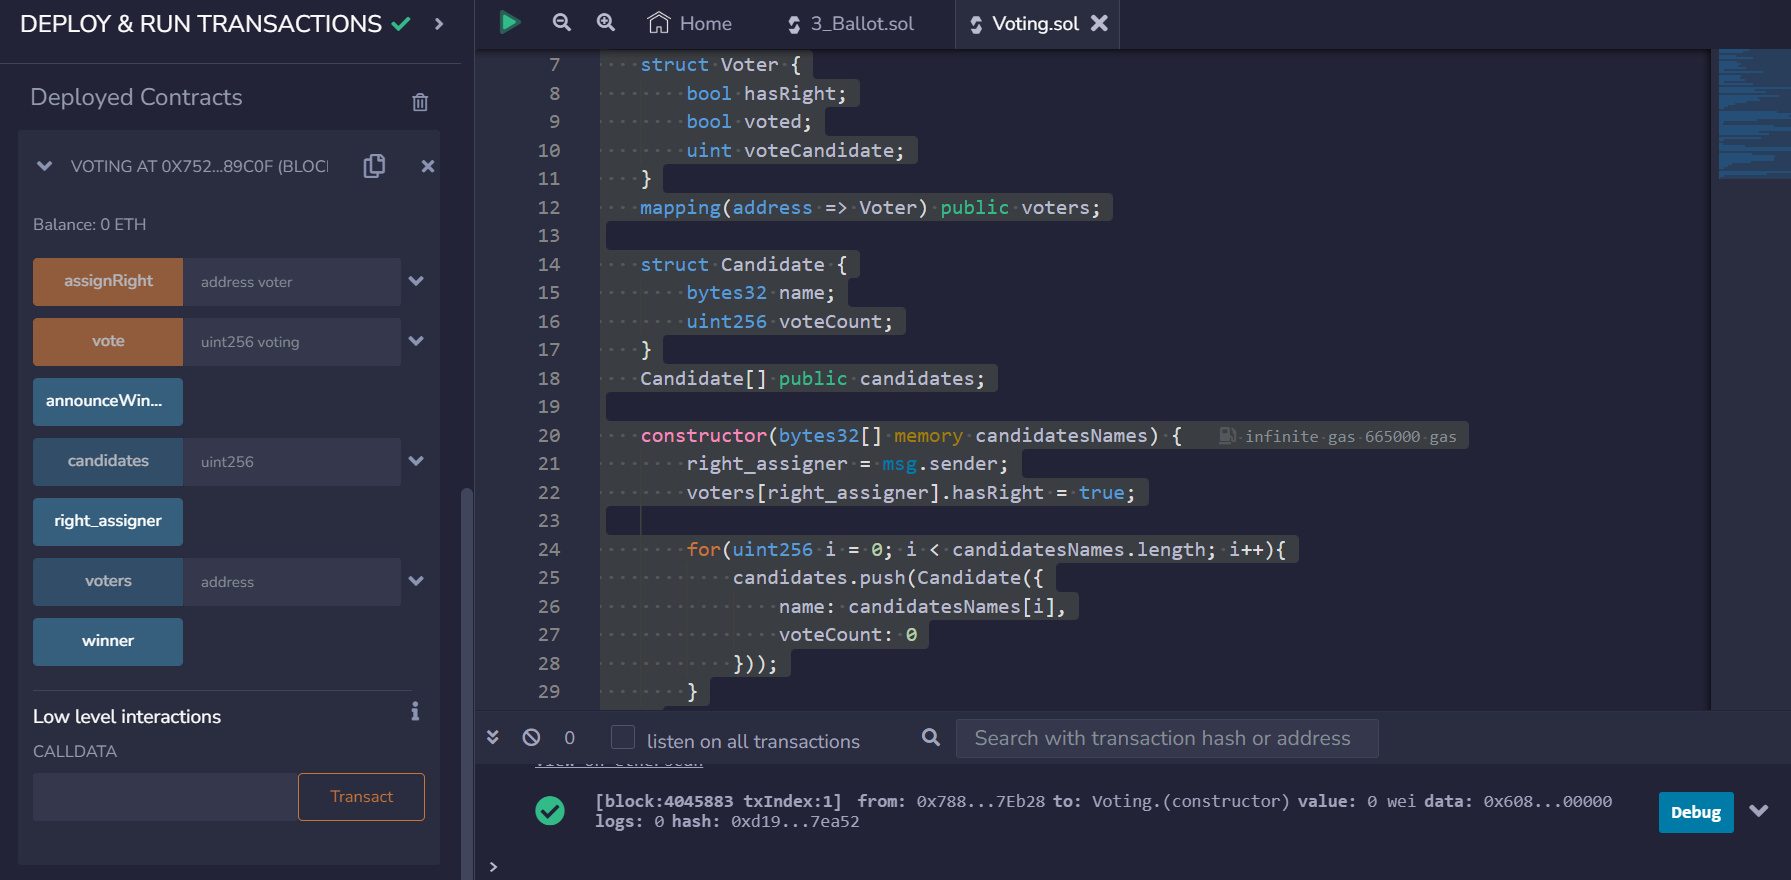 DEPLOY & RUN TRANSACTIONS
Deployed Contracts
VOTING AT 0X752...89C0F (BLOCI
Balance: 0 ETH
assignRight address voter
vote uint256 voting
announceWin...
candidates uint256
right_assigner
voters address
winner
Low level interactions
CALLDATA
Transact
Home 3_Ballot.sol Voting.sol
7 struct Voter {
8 bool hasRight;
9 bool voted;
10 uint voteCandidate;
11 }
12 mapping(address => Voter) public voters;
13
14 struct Candidate {
15 bytes32 name;
16 uint256 voteCount;
17 }
18 Candidate[] public candidates;
19
20 constructor(bytes32[] memory candidatesNames) { infinite gas 665000 gas
21 right_assigner = msg.sender;
22 voters[right_assigner].hasRight = true;
23
24 for(uint256 i = 0; i < candidatesNames.length; i++){
25 candidates.push(Candidate({
26 name: candidatesNames[i],
27 voteCount: 0
28 }));
29 }
0 listen on all transactions Search with transaction hash or address
view on etherscan
[block:4045883 txIndex:1] from: 0x788...7Eb28 to: Voting.(constructor) value: 0 wei data: 0x608...00000
logs: 0 hash: 0xd19...7ea52
Debug
>